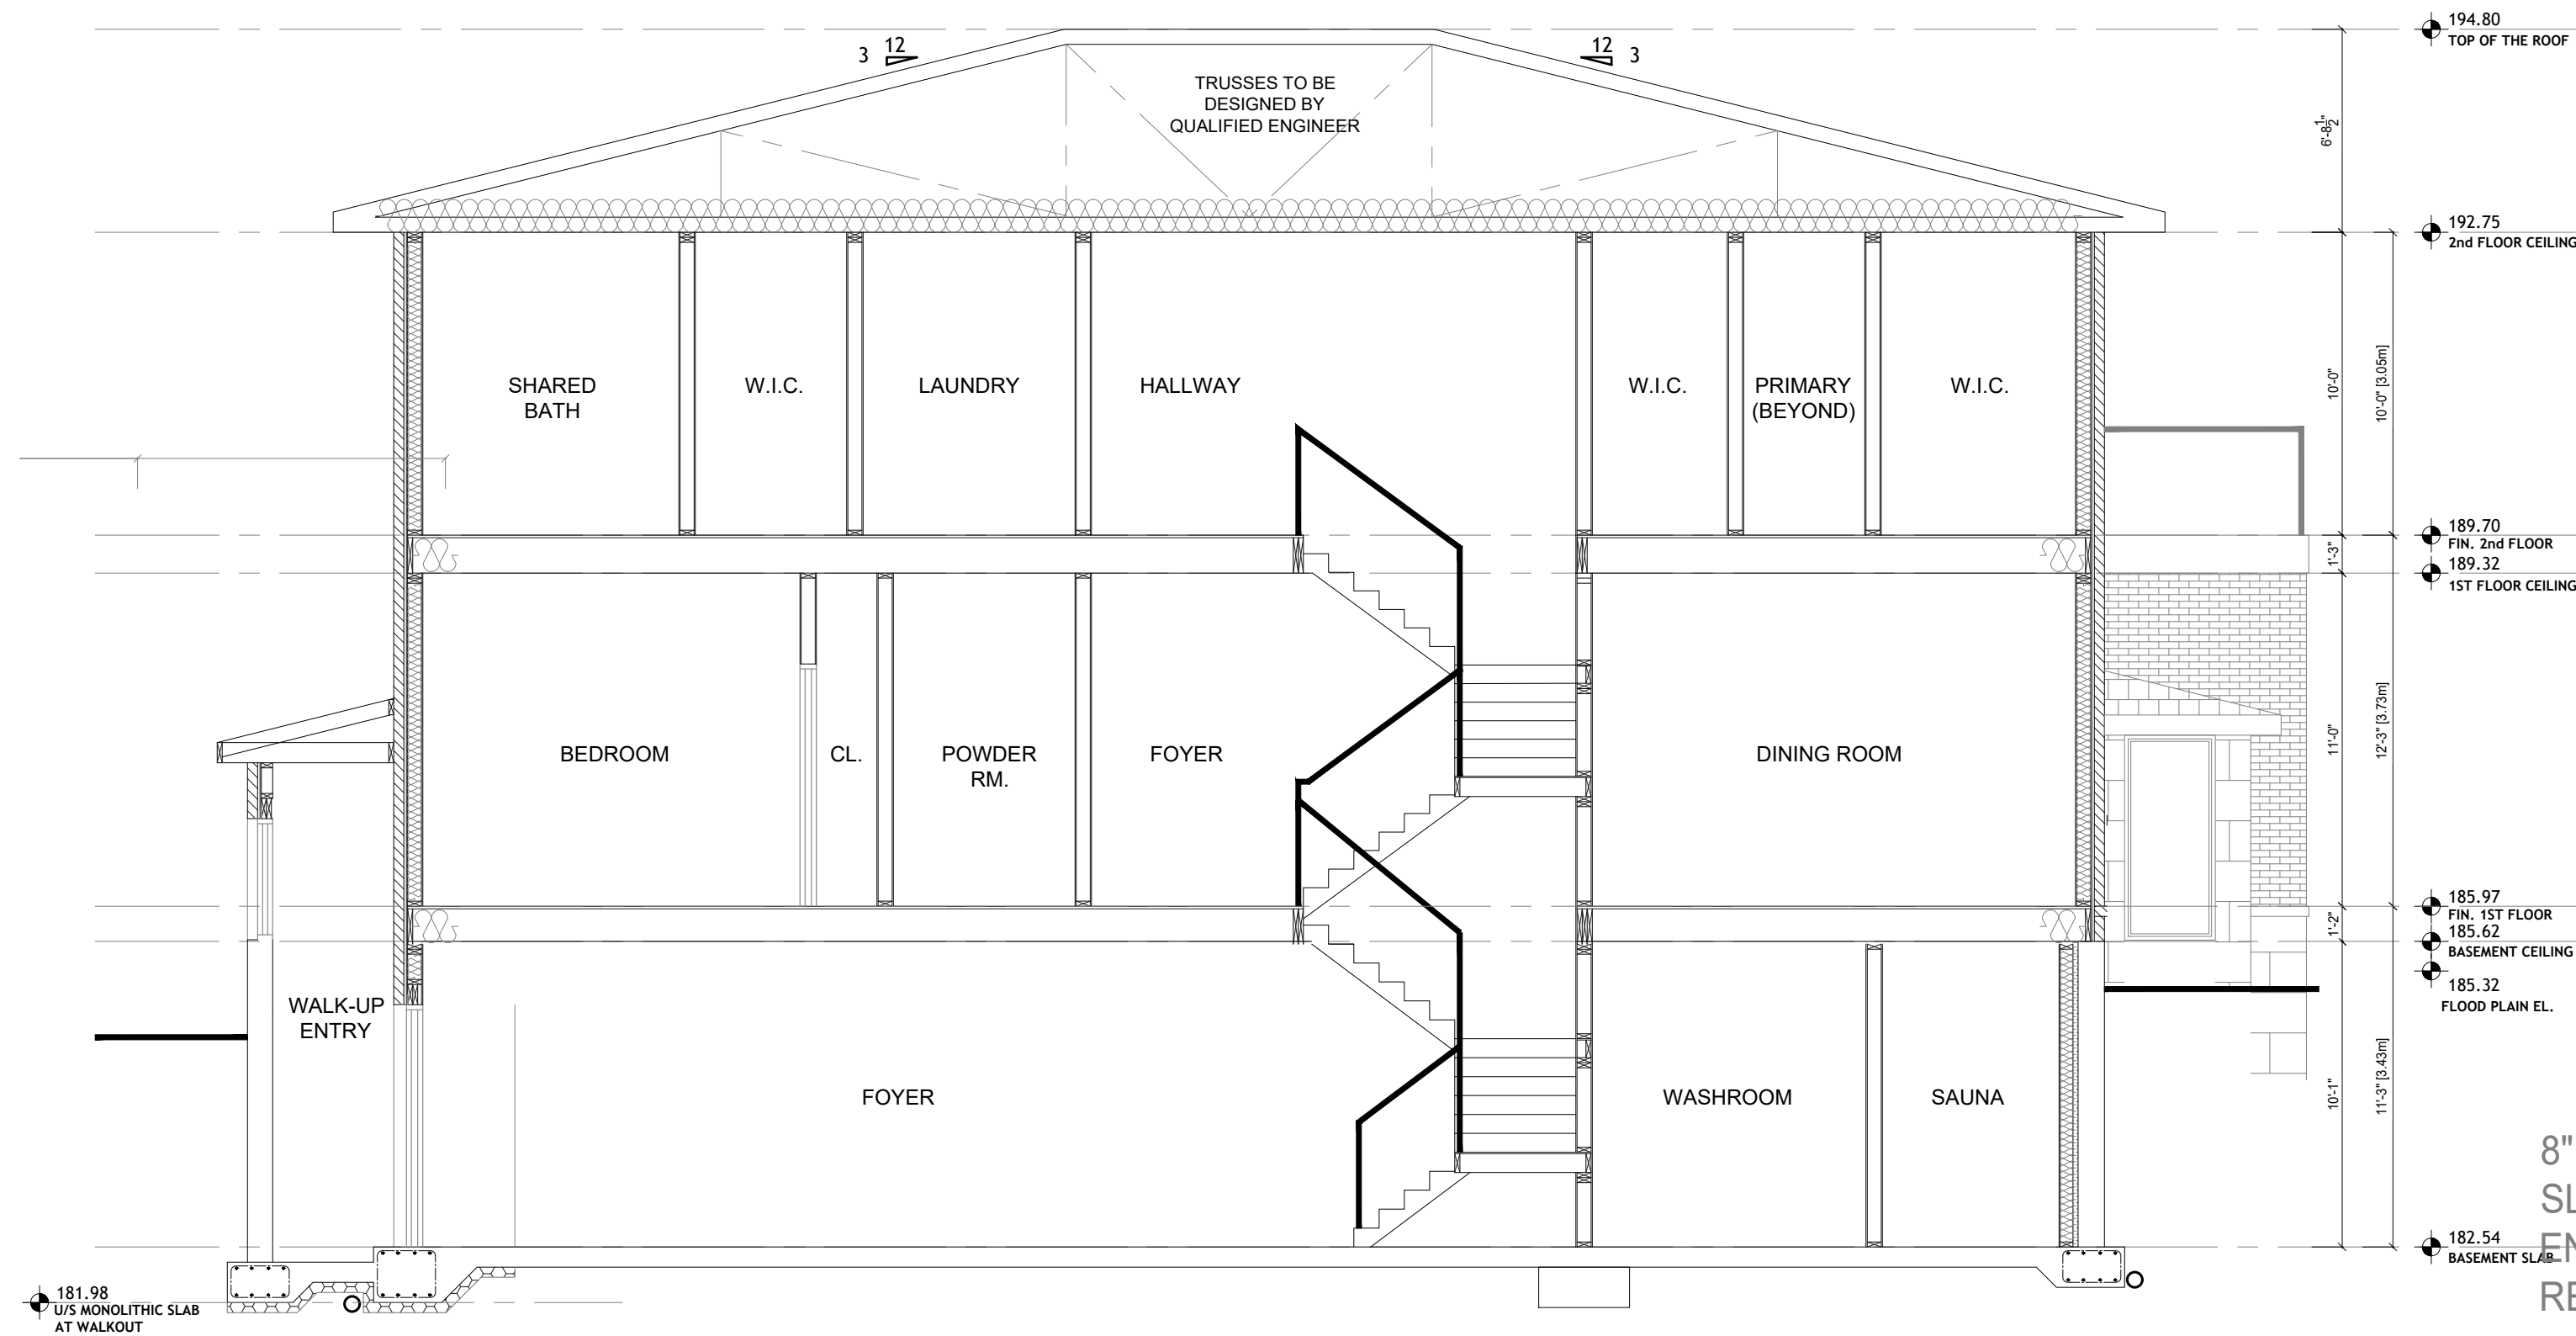 194.80
TOP OF THE ROOF
12
3
12
3
TRUSSES TO BE
DESIGNED BY
QUALIFIED ENGINEER
6'-8½"
192.75
2nd FLOOR CEILING
SHARED
BATH
W.I.C.
LAUNDRY
HALLWAY
W.I.C.
PRIMARY
(BEYOND)
W.I.C.
10'-0"
10'-0" [3.05m]
189.70
FIN. 2nd FLOOR
1'-3"
189.32
1ST FLOOR CEILING
BEDROOM
CL.
POWDER
RM.
FOYER
DINING ROOM
11'-0"
12'-3" [3.73m]
185.97
FIN. 1ST FLOOR
1'-2"
185.62
BASEMENT CEILING
185.32
FLOOD PLAIN EL.
WALK-UP
ENTRY
FOYER
WASHROOM
SAUNA
10'-1"
11'-3" [3.43m]
8"
SL
EN
RE
182.54
BASEMENT SLAB
181.98
U/S MONOLITHIC SLAB
AT WALKOUT